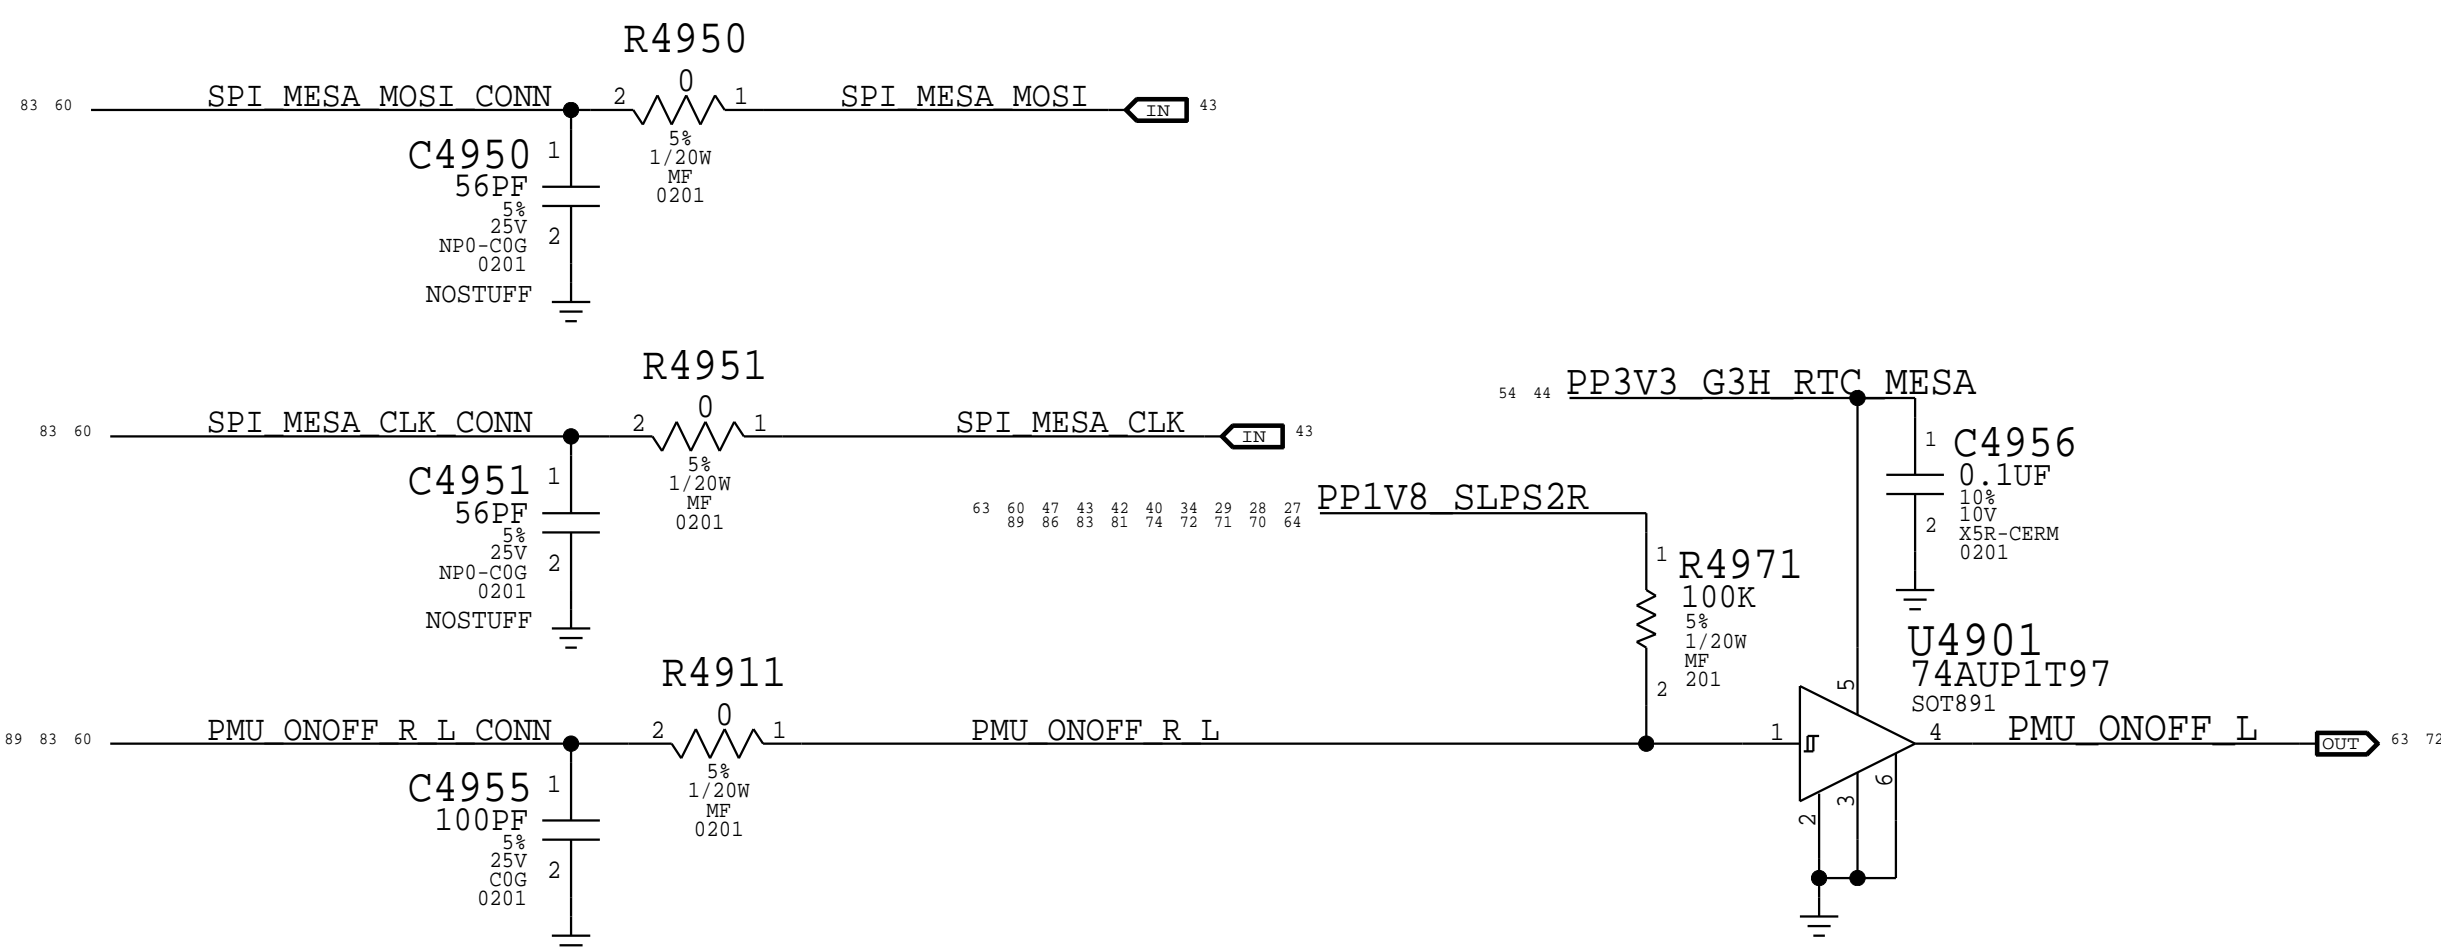 R4950
0
83 60 SPI_MESA_MOSI_CONN 2 1 SPI_MESA_MOSI IN 43
5%
1/20W
MF
0201
C4950 1
56PF
5%
25V
NP0-C0G 2
0201
NOSTUFF
R4951
0
83 60 SPI_MESA_CLK_CONN 2 1 SPI_MESA_CLK IN 43
5%
1/20W
MF
0201
C4951 1
56PF
5%
25V
NP0-C0G 2
0201
NOSTUFF
54 44 PP3V3_G3H_RTC_MESA
1 C4956
0.1UF
10%
10V
2 X5R-CERM
0201
63 60 47 43 42 40 34 29 28 27 PP1V8_SLPS2R
89 86 83 81 74 72 71 70 64
1 R4971
100K
5%
1/20W
MF
2 201
R4911
0
89 83 60 PMU_ONOFF_R_L_CONN 2 1 PMU_ONOFF_R_L
5%
1/20W
MF
0201
C4955 1
100PF
5%
25V
C0G 2
0201
U4901
74AUP1T97
SOT891
5
1 4 PMU_ONOFF_L OUT 63 72
2 3 6